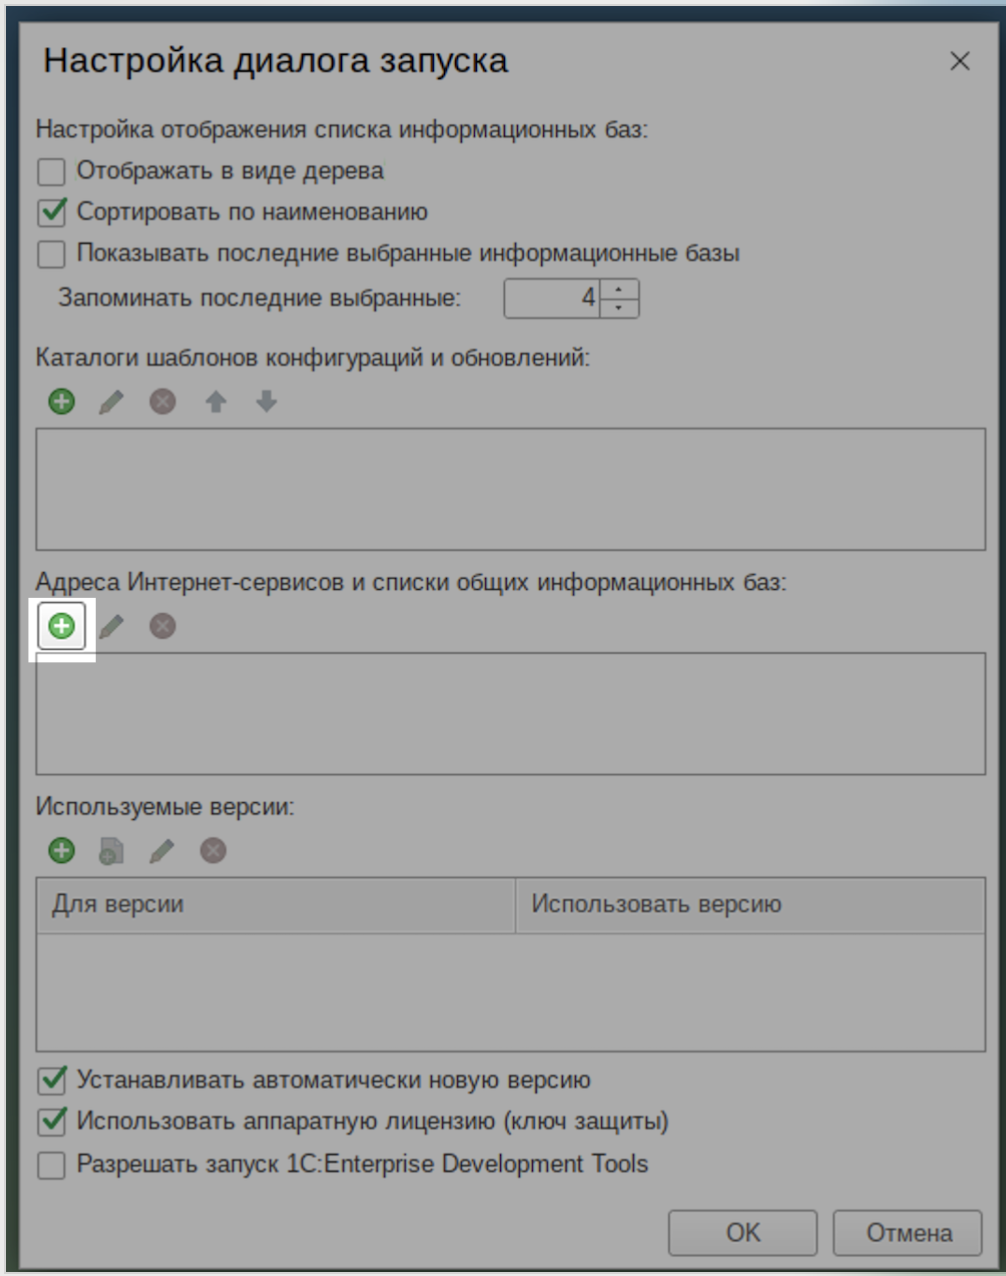 Настройка диалога запуска
Настройка отображения списка информационных баз:
Отображать в виде дерева
Сортировать по наименованию
Показывать последние выбранные информационные базы
Запоминать последние выбранные: 4
Каталоги шаблонов конфигураций и обновлений:
Адреса Интернет-сервисов и списки общих информационных баз:
Используемые версии:
Для версии Использовать версию
Устанавливать автоматически новую версию
Использовать аппаратную лицензию (ключ защиты)
Разрешать запуск 1C:Enterprise Development Tools
OK Отмена